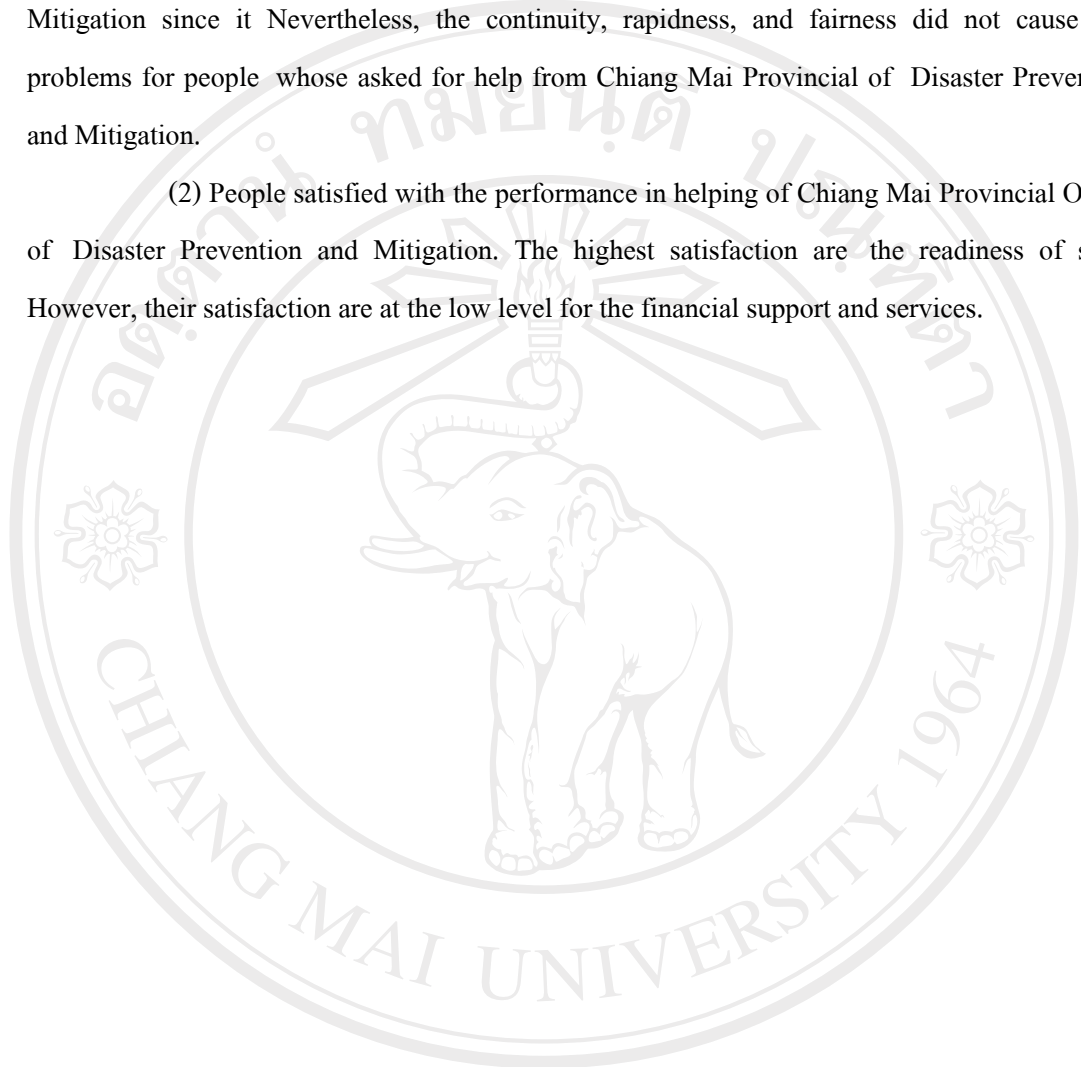 Mitigation since it Nevertheless, the continuity, rapidness, and fairness did not cause
problems for people whose asked for help from Chiang Mai Provincial of Disaster
and Mitigation.
(2) People satisfied with the performance in helping of Chiang Mai Provincial
of Disaster Prevention and Mitigation. The highest satisfaction are the readiness of
However, their satisfaction are at the low level for the financial support and services.
CHIANG MAI UNIVERSITY 1964